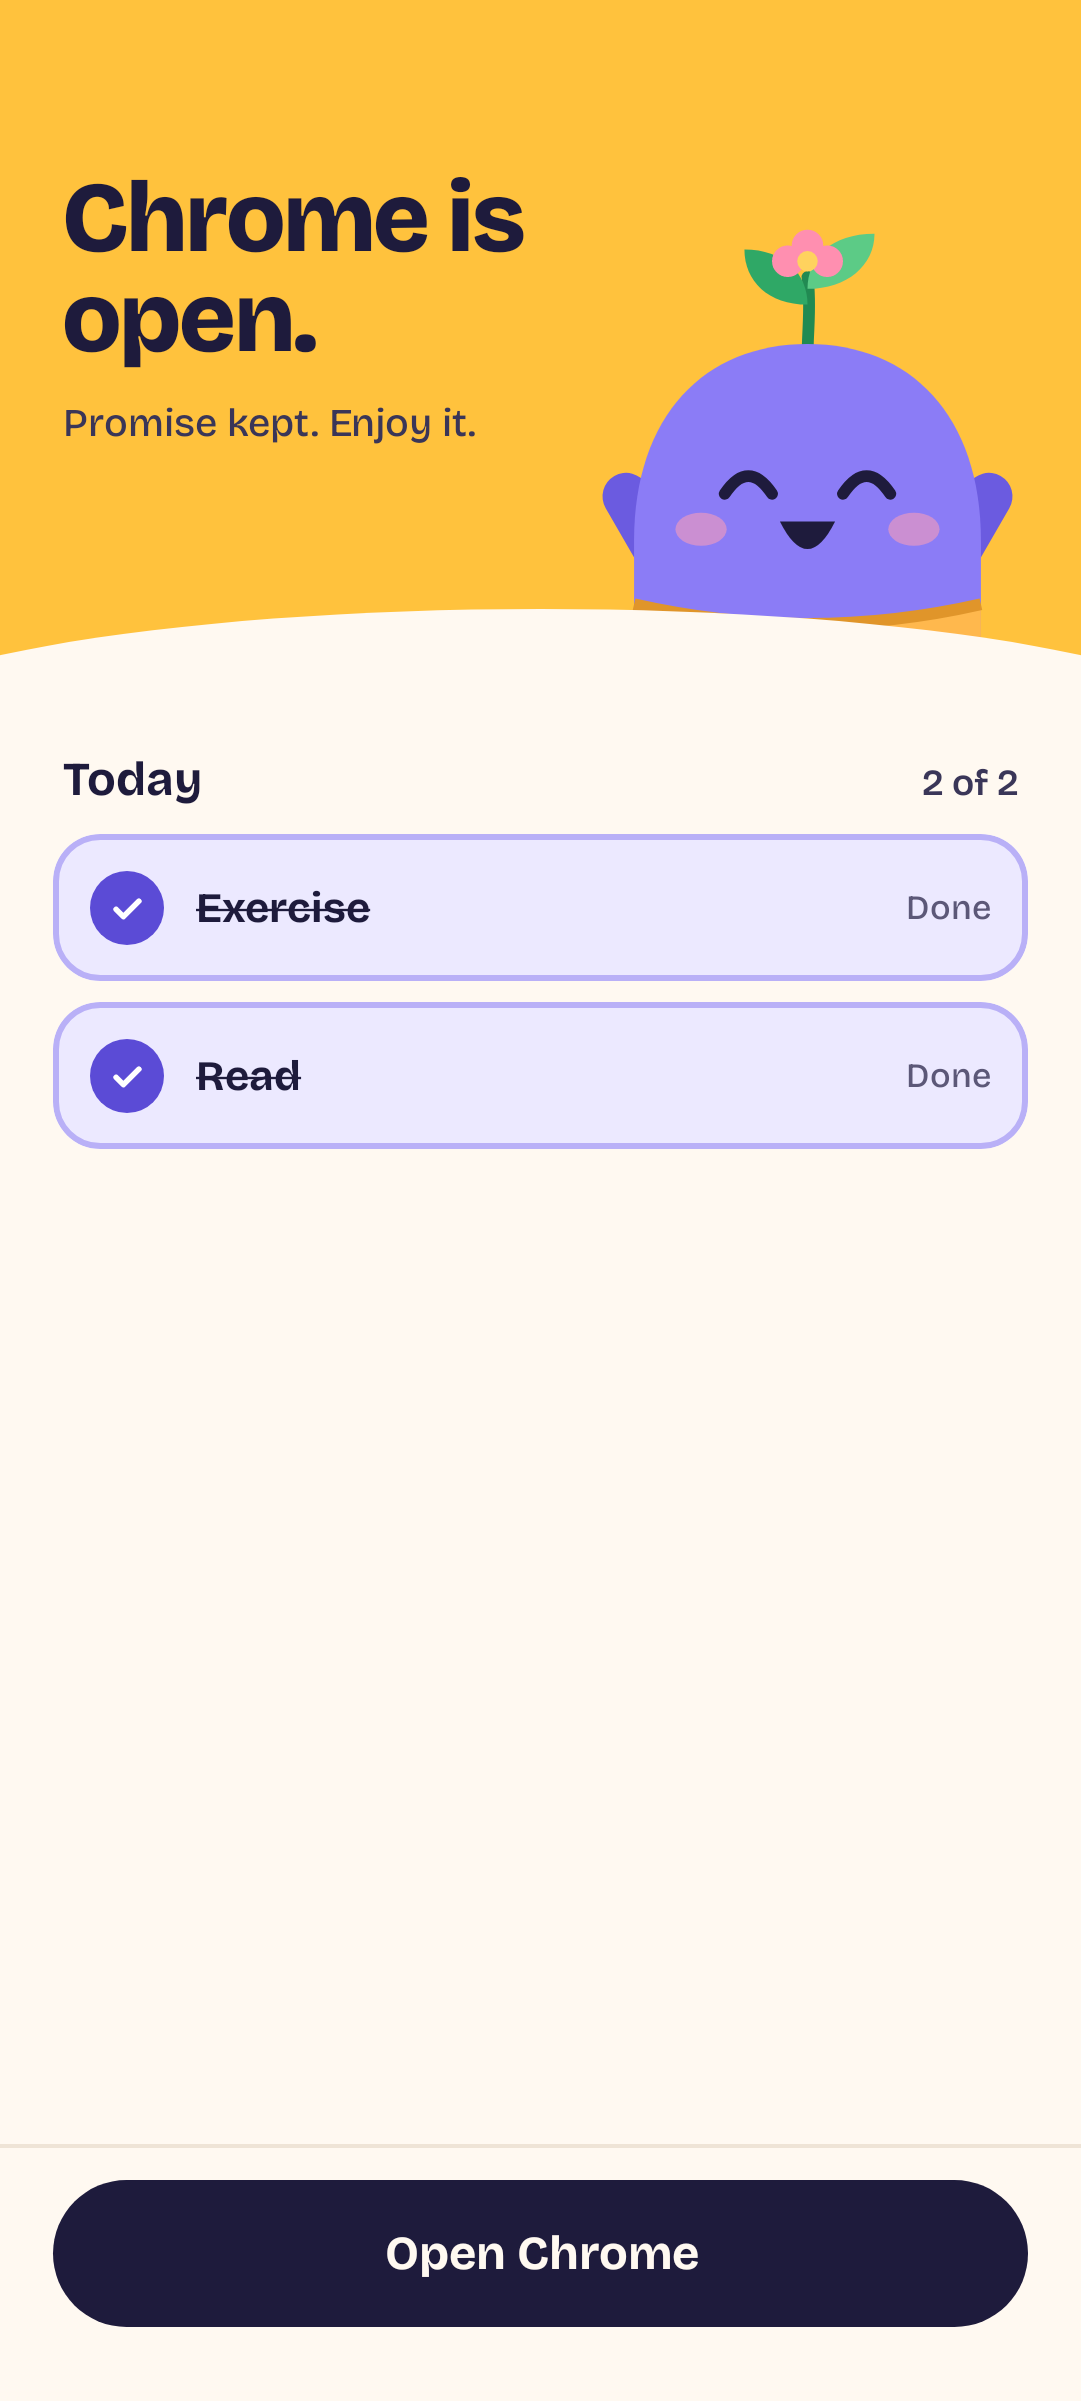 Chrome is
open.
Promise kept. Enjoy it.
Today
2 of 2
Exercise
Done
Read
Done
Open Chrome